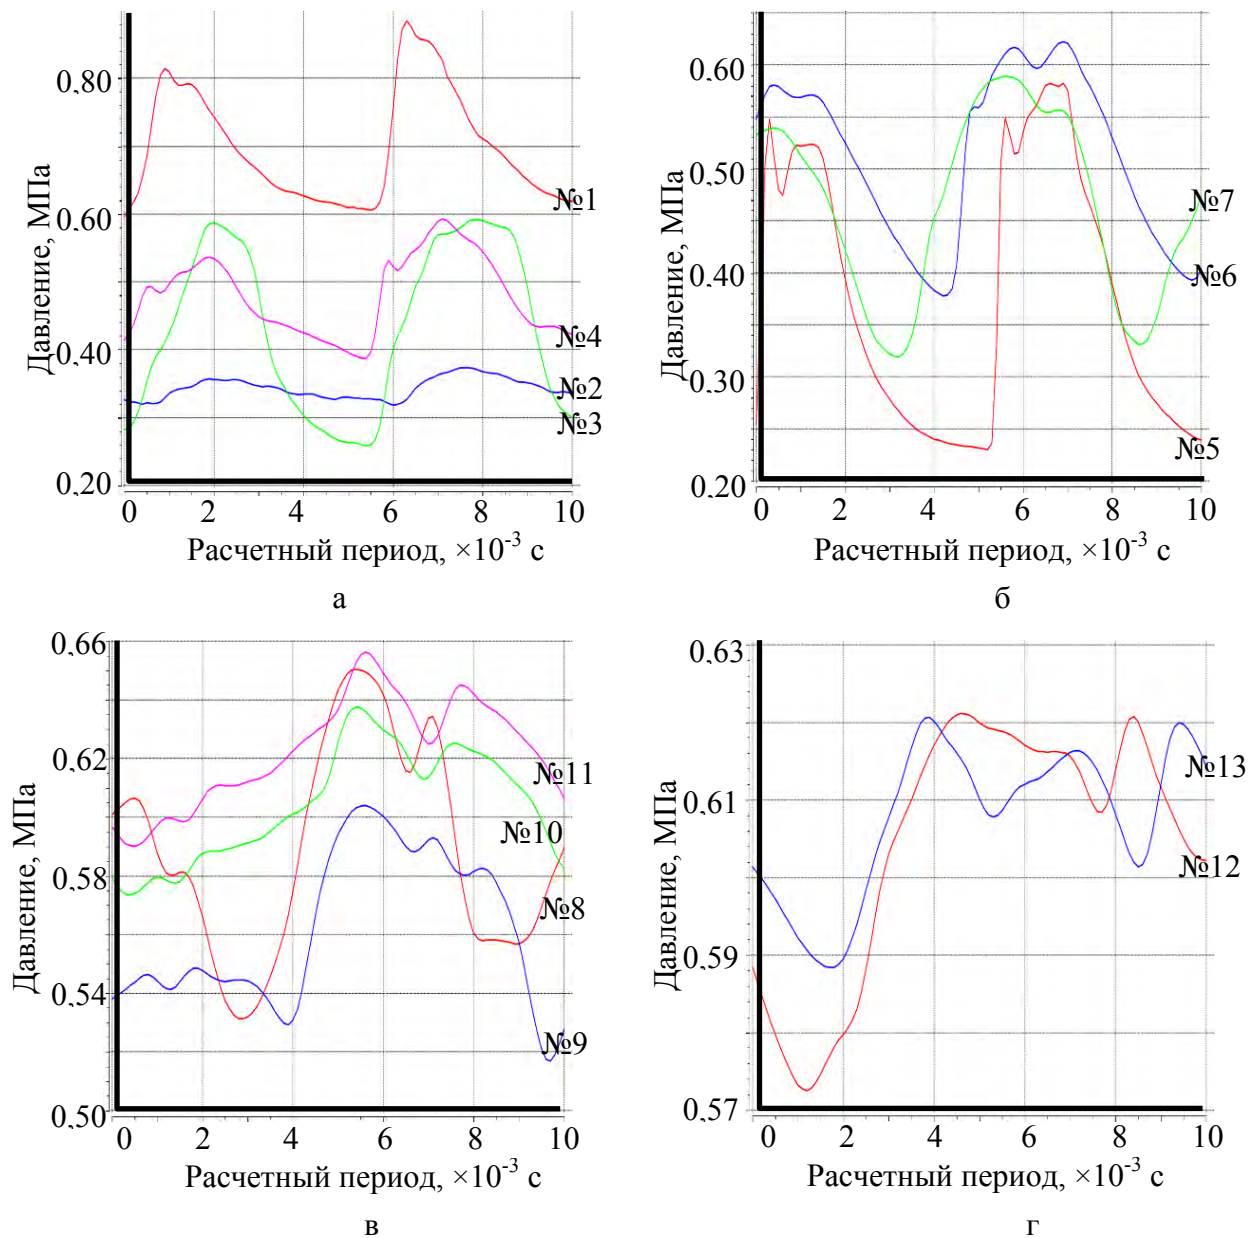 Давление, МПа
0,80
0,60
0,40
0,20
№1
№4
№2
№3
0 2 4 6 8 10
Расчетный период, ×10⁻³ с
а
Давление, МПа
0,60
0,50
0,40
0,30
0,20
№7
№6
№5
0 2 4 6 8 10
Расчетный период, ×10⁻³ с
б
Давление, МПа
0,66
0,62
0,58
0,54
0,50
№11
№10
№8
№9
0 2 4 6 8 10
Расчетный период, ×10⁻³ с
в
Давление, МПа
0,63
0,61
0,59
0,57
№13
№12
0 2 4 6 8 10
Расчетный период, ×10⁻³ с
г